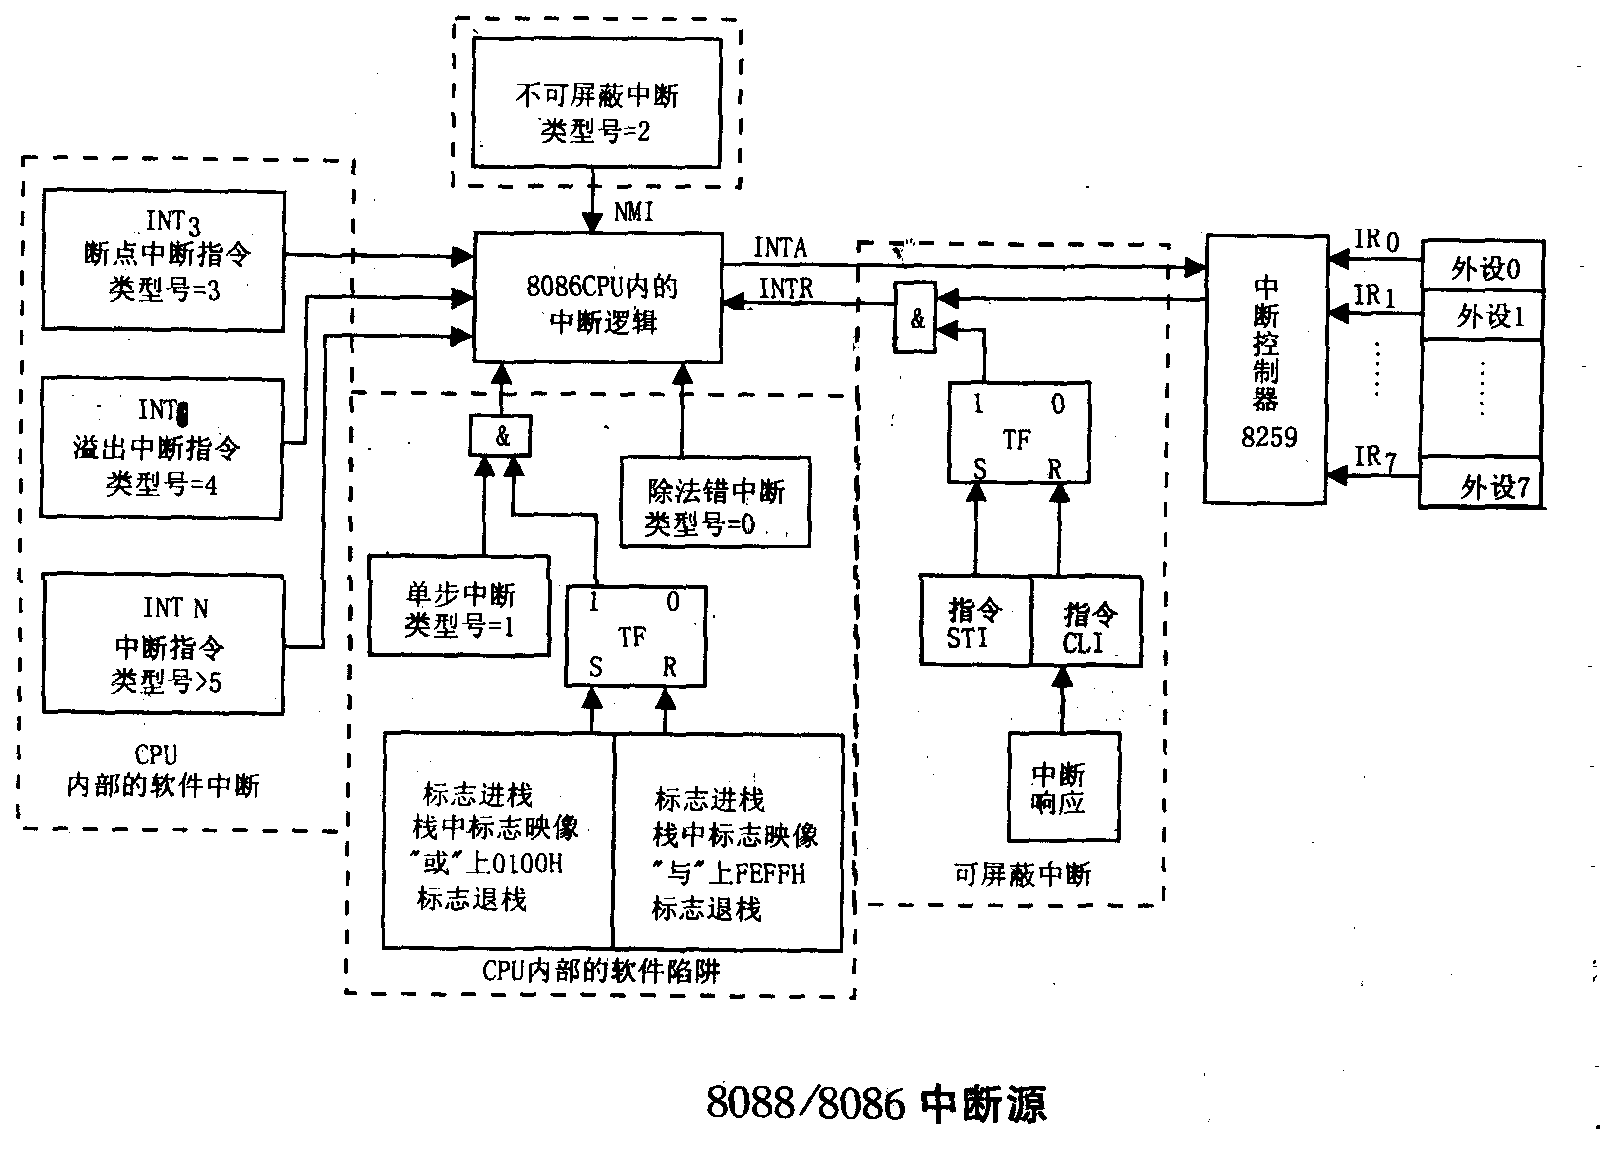 不可屏蔽中断
类型号=2
NMI
INT3
断点中断指令
类型号=3
INT
溢出中断指令
类型号=4
INT N
中断指令
类型号>5
CPU
内部的软件中断
8086CPU内的
中断逻辑
INTA
INTR
&
&
除法错中断
类型号=0
单步中断
类型号=1
1 0
TF
S R
标志进栈
栈中标志映像
"或"上0100H
标志退栈
标志进栈
栈中标志映像
"与"上FEFFH
标志退栈
CPU内部的软件陷阱
1 0
TF
S R
指令
STI
指令
CLI
中断
响应
可屏蔽中断
中断控制器
8259
IR0
IR1
IR7
外设0
外设1
外设7
8088/8086 中断源